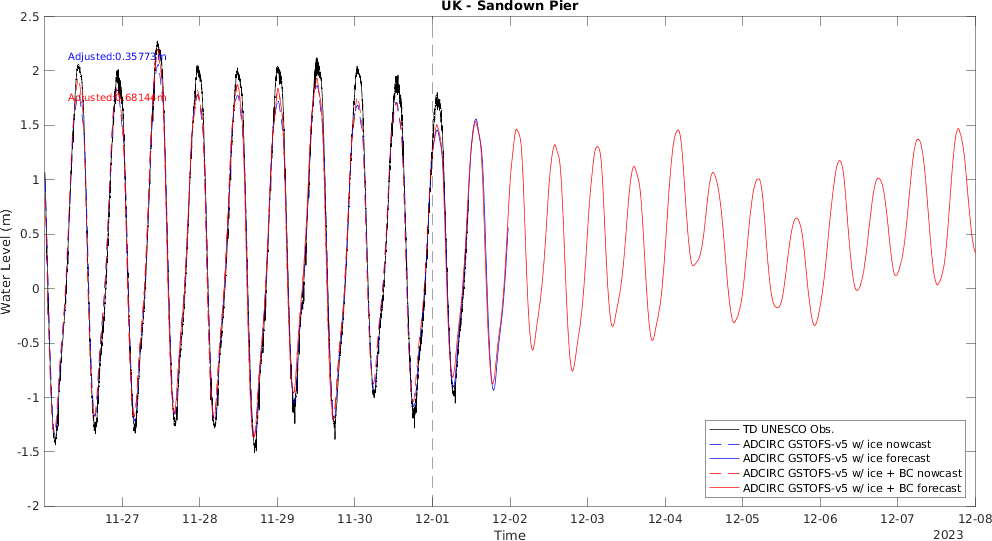 UK - Sandown Pier
2.5
2
1.5
1
0.5
0
-0.5
-1
-1.5
-2
Water Level (m)
Adjusted:0.35773m
Adjusted: 68144m
TD UNESCO Obs.
ADCIRC GSTOFS-v5 w/ ice nowcast
ADCIRC GSTOFS-v5 w/ ice forecast
ADCIRC GSTOFS-v5 w/ ice + BC nowcast
ADCIRC GSTOFS-v5 w/ ice + BC forecast
11-27 11-28 11-29 11-30 12-01 12-02 12-03 12-04 12-05 12-06 12-07 12-08
Time
2023